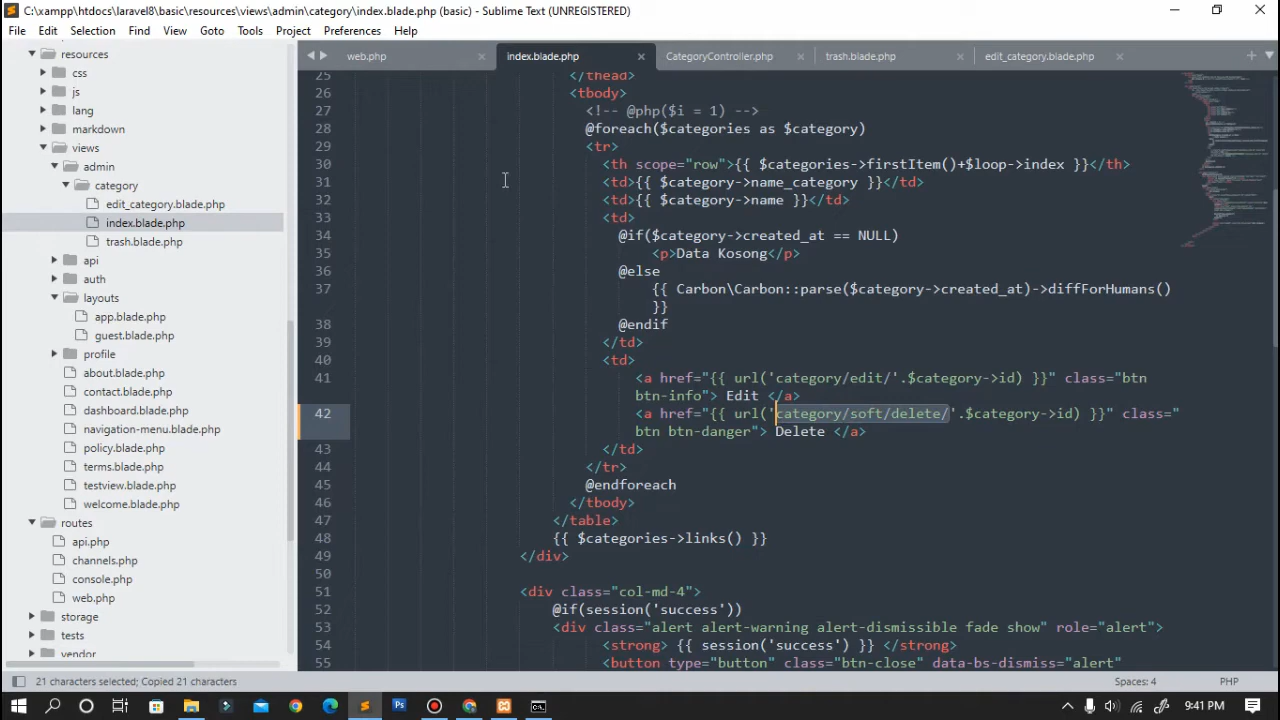 C:\xampp\htdocs\laravel8\basic\resources\views\admin\category\index.blade.php (basic) - Sublime Text (UNREGISTERED)
File Edit Selection Find View Goto Tools Project Preferences Help
web.php index.blade.php CategoryController.php trash.blade.php edit_category.blade.php
resources
css
js
lang
markdown
views
admin
category
edit_category.blade.php
index.blade.php
trash.blade.php
api
auth
layouts
app.blade.php
guest.blade.php
profile
about.blade.php
contact.blade.php
dashboard.blade.php
navigation-menu.blade.php
policy.blade.php
terms.blade.php
testview.blade.php
welcome.blade.php
routes
api.php
channels.php
console.php
web.php
storage
tests
vendor
25 </thead>
26 <tbody>
27 <!-- @php($i = 1) -->
28 @foreach($categories as $category)
29 <tr>
30 <th scope="row">{{ $categories->firstItem()+$loop->index }}</th>
31 <td>{{ $category->name_category }}</td>
32 <td>{{ $category->name }}</td>
33 <td>
34 @if($category->created_at == NULL)
35 <p>Data Kosong</p>
36 @else
37 {{ Carbon\Carbon::parse($category->created_at)->diffForHumans()
}}
38 @endif
39 </td>
40 <td>
41 <a href="{{ url('category/edit/'.$category->id) }}" class="btn
btn-info"> Edit </a>
42 <a href="{{ url('category/soft/delete/'.$category->id) }}" class="
btn btn-danger"> Delete </a>
43 </td>
44 </tr>
45 @endforeach
46 </tbody>
47 </table>
48 {{ $categories->links() }}
49 </div>
50
51 <div class="col-md-4">
52 @if(session('success'))
53 <div class="alert alert-warning alert-dismissible fade show" role="alert">
54 <strong> {{ session('success') }} </strong>
55 <button type="button" class="btn-close" data-bs-dismiss="alert"
21 characters selected; Copied 21 characters Spaces: 4 PHP
9:41 PM